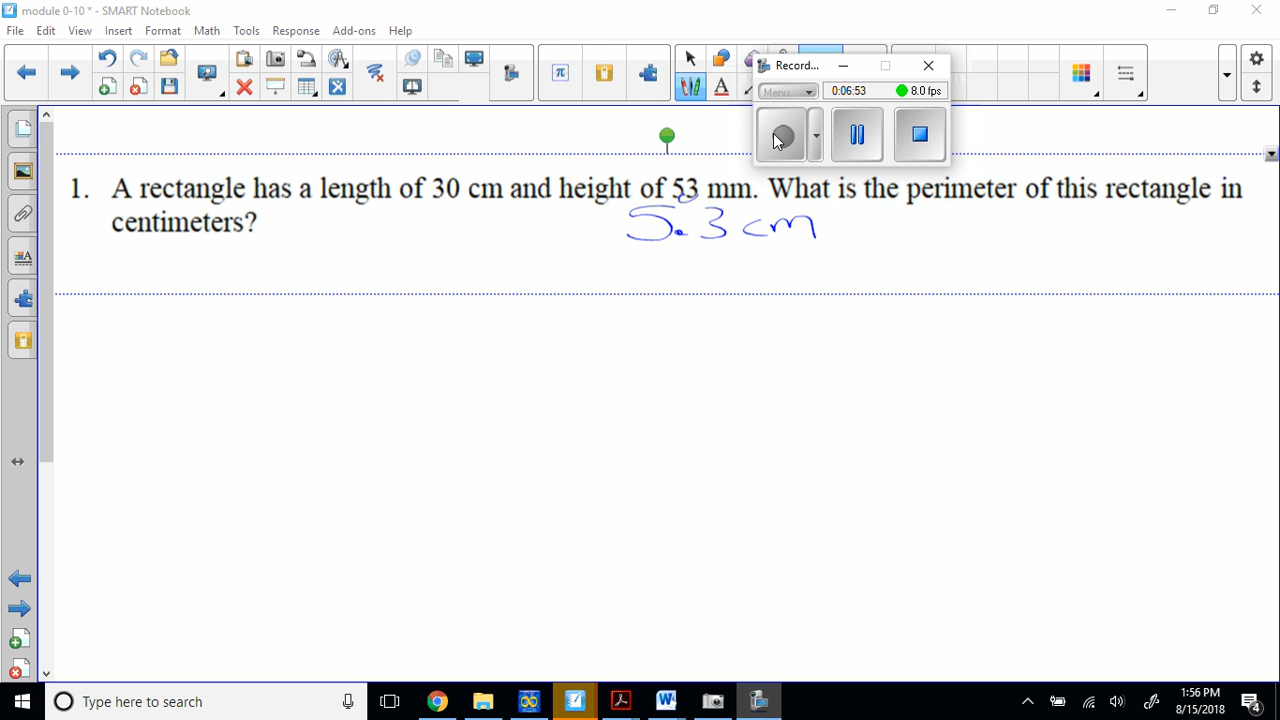 module 0-10 * - SMART Notebook
File Edit View Insert Format Math Tools Response Add-ons Help
Record...
Menu 0:06:53 8.0 fps
1. A rectangle has a length of 30 cm and height of 53 mm. What is the perimeter of this rectangle in
centimeters?
5.3 cm
Type here to search
1:56 PM
8/15/2018
4